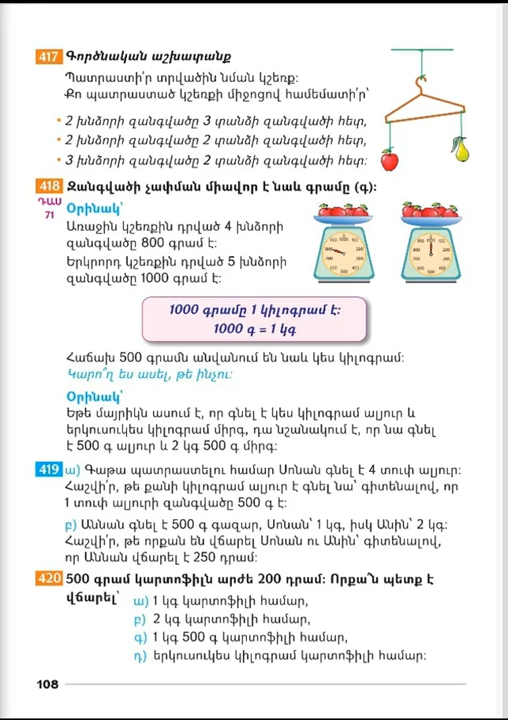 417 Գործնական աշխատանք
Պատրաստի՛ր տրվածին նման կշեռք:
Քո պատրաստած կշեռքի միջոցով համեմատի՛ր՝
• 2 խնձորի զանգվածը 3 տանձի զանգվածի հետ,
• 2 խնձորի զանգվածը 2 տանձի զանգվածի հետ,
• 3 խնձորի զանգվածը 2 տանձի զանգվածի հետ:
418 Զանգվածի չափման միավոր է նաև գրամը (գ):
ԴԱՍ
71
Օրինակ՝
Առաջին կշեռքին դրված 4 խնձորի
զանգվածը 800 գրամ է:
Երկրորդ կշեռքին դրված 5 խնձորի
զանգվածը 1000 գրամ է:
1000 գրամը 1 կիլոգրամ է:
1000 գ = 1 կգ
Հաճախ 500 գրամն անվանում են նաև կես կիլոգրամ:
Կարո՞ղ ես ասել, թե ինչու:
Օրինակ՝
Եթե մայրիկն ասում է, որ գնել է կես կիլոգրամ ալյուր և
երկուսուկես կիլոգրամ միրգ, դա նշանակում է, որ նա գնել
է 500 գ ալյուր և 2 կգ 500 գ միրգ:
419 ա) Գաթա պատրաստելու համար Սոնան գնել է 4 տուփ ալյուր:
Հաշվի՛ր, թե քանի կիլոգրամ ալյուր է գնել նա՝ գիտենալով, որ
1 տուփ ալյուրի զանգվածը 500 գ է:
բ) Աննան գնել է 500 գ գազար, Սոնան՝ 1 կգ, իսկ Անին՝ 2 կգ:
Հաշվի՛ր, թե որքան են վճարել Սոնան ու Անին՝ գիտենալով,
որ Աննան վճարել է 250 դրամ:
420 500 գրամ կարտոֆիլն արժե 200 դրամ: Որքա՞ն պետք է
վճարել՝ ա) 1 կգ կարտոֆիլի համար,
բ) 2 կգ կարտոֆիլի համար,
գ) 1 կգ 500 գ կարտոֆիլի համար,
դ) երկուսուկես կիլոգրամ կարտոֆիլի համար:
108